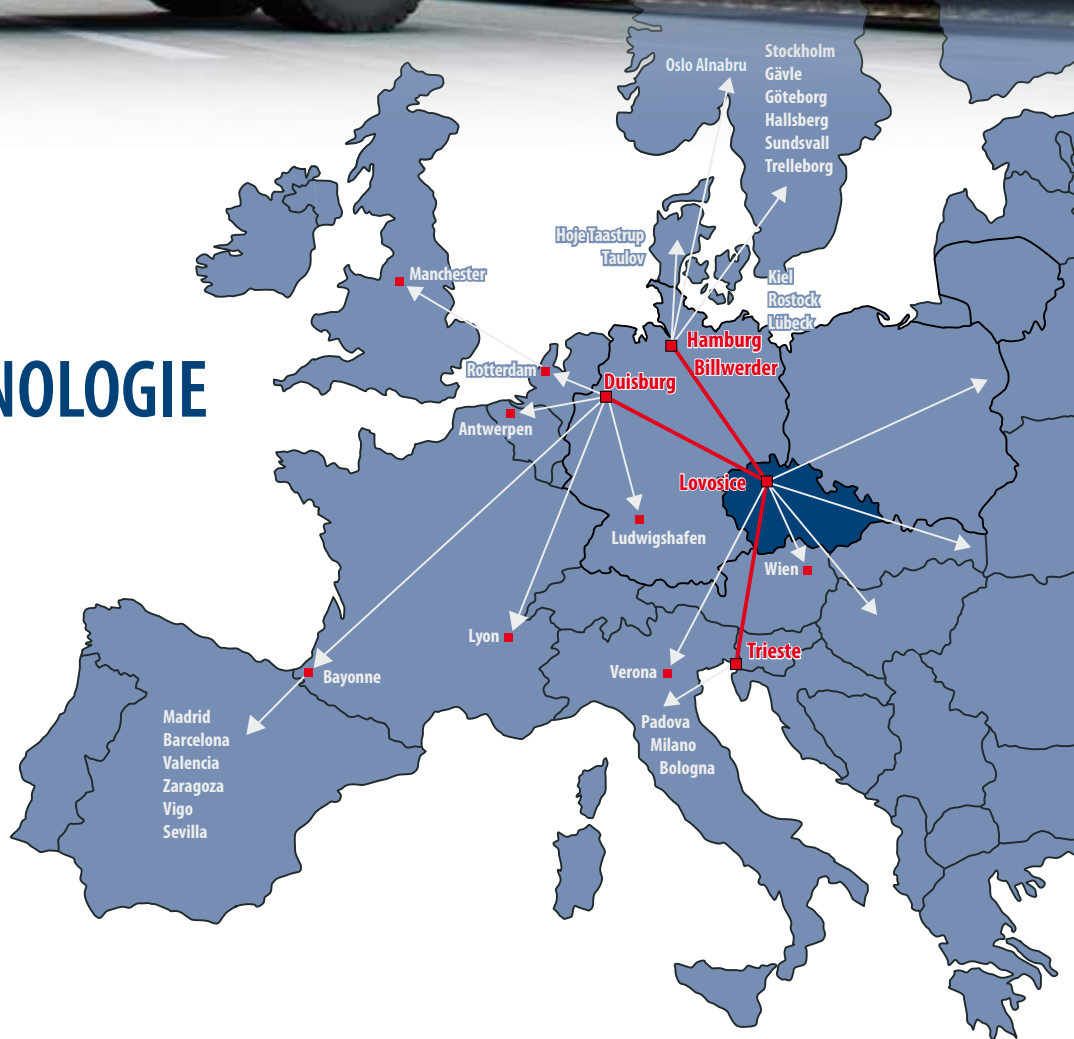 Oslo Alnabru
Stockholm
Gävle
Göteborg
Hallsberg
Sundsvall
Trelleborg
Hoje Taastrup
Taulov
Manchester
Kiel
Rostock
Lübeck
Hamburg
Billwerder
NOLOGIE
Rotterdam
Duisburg
Antwerpen
Lovosice
Ludwigshafen
Wien
Lyon
Trieste
Verona
Bayonne
Padova
Milano
Bologna
Madrid
Barcelona
Valencia
Zaragoza
Vigo
Sevilla